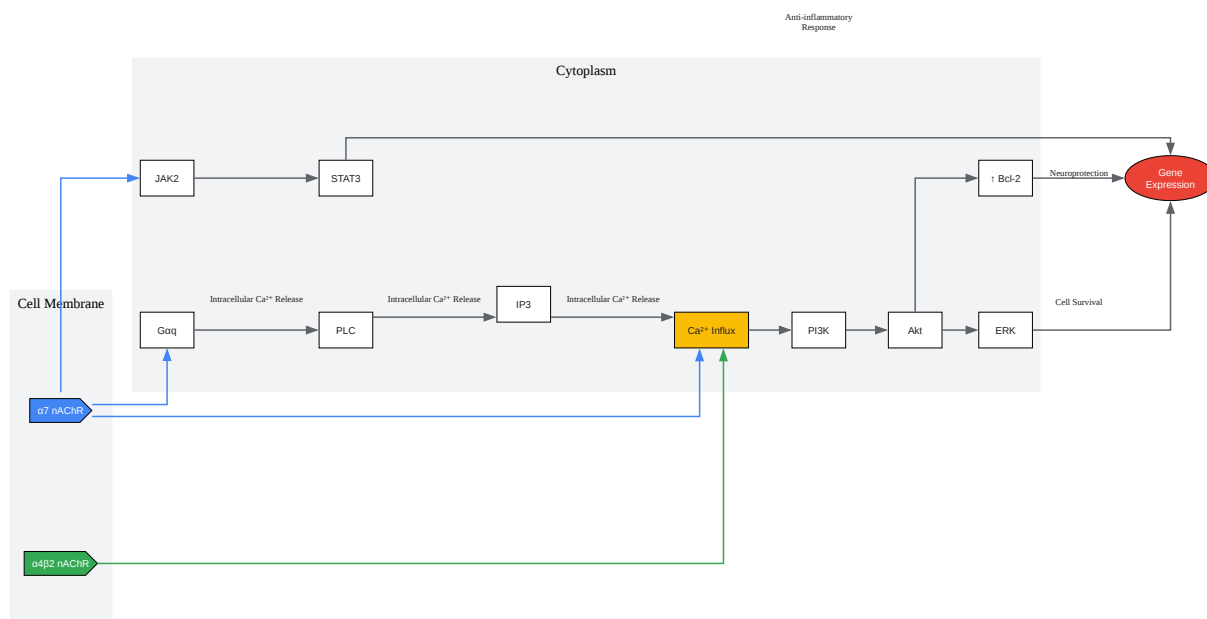 Anti-inflammatory
Response
Cytoplasm
JAK2
STAT3
↑ Bcl-2
Neuroprotection
Gene
Expression
Cell Membrane
Intracellular Ca²⁺ Release
Intracellular Ca²⁺ Release
Intracellular Ca²⁺ Release
IP3
Cell Survival
Gαq
PLC
Ca²⁺ Influx
PI3K
Akt
ERK
α7 nAChR
α4β2 nAChR